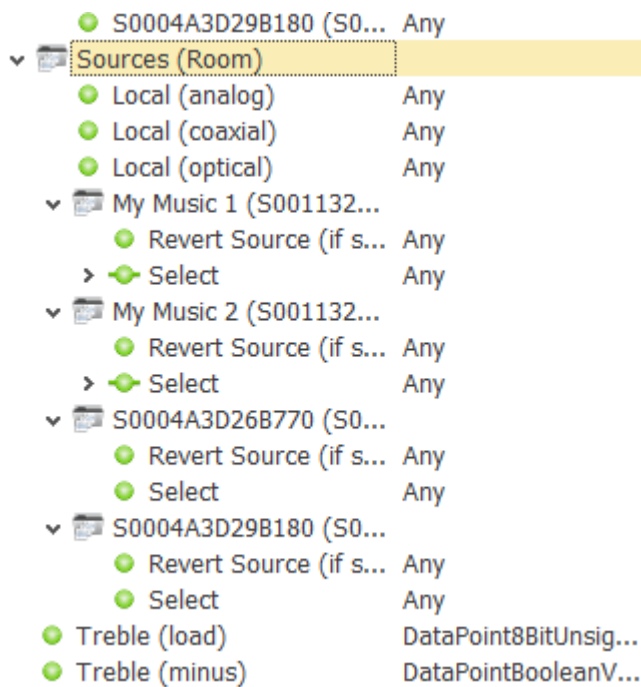 S0004A3D29B180 (S0... Any
Sources (Room)
Local (analog) Any
Local (coaxial) Any
Local (optical) Any
My Music 1 (S001132...
Revert Source (if s... Any
Select Any
My Music 2 (S001132...
Revert Source (if s... Any
Select Any
S0004A3D26B770 (S0...
Revert Source (if s... Any
Select Any
S0004A3D29B180 (S0...
Revert Source (if s... Any
Select Any
Treble (load) DataPoint8BitUnsig...
Treble (minus) DataPointBooleanV...